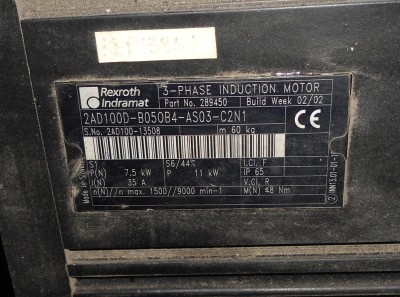 Rexroth
Indramat
3-PHASE INDUCTION MOTOR
Part No. 289450 Build Week 02/02
2AD100D-B050B4-AS03-C2N1
S.No. 2AD100-13508 m 60 kg
CE
S1 S6/44% I.Cl. F
P(N) 7.5 kW P 11 kW IP 65
I(N) 35 A V.Cl. R
n(N)//n max. 1500//9000 min-1 M(N) 48 Nm